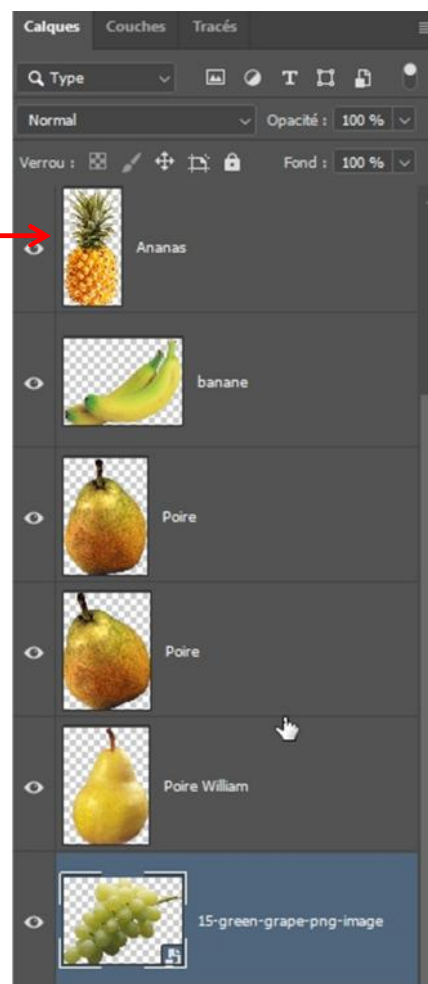 Calques Couches Tracés
Type T
Normal Opacité : 100 %
Verrou : Fond : 100 %
Ananas
banane
Poire
Poire
Poire William
15-green-grape-png-image